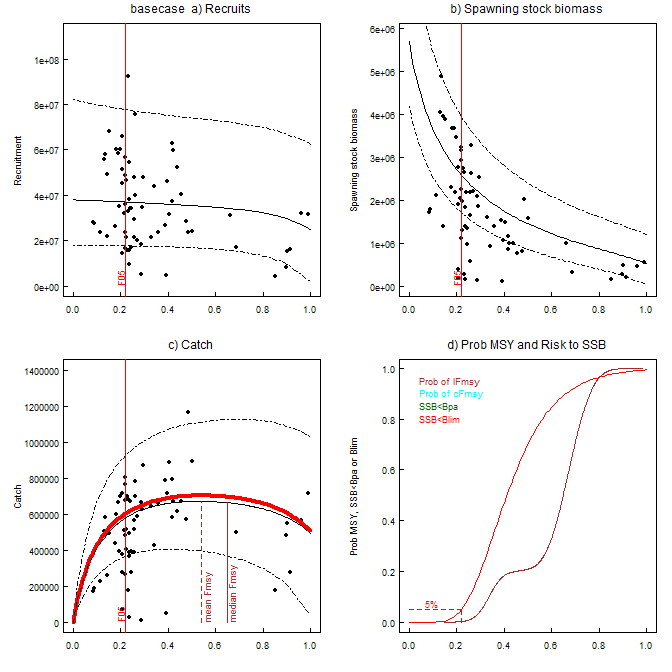 basecase a) Recruits
Recruitment
1e+08
8e+07
6e+07
4e+07
2e+07
0e+00
F05
0.0 0.2 0.4 0.6 0.8 1.0
b) Spawning stock biomass
Spawning stock biomass
6e+06
5e+06
4e+06
3e+06
2e+06
1e+06
0e+00
F05
0.0 0.2 0.4 0.6 0.8 1.0
c) Catch
Catch
1400000
1200000
1000000
800000
600000
400000
200000
0
F05
mean Fmsy
median Fmsy
0.0 0.2 0.4 0.6 0.8 1.0
d) Prob MSY and Risk to SSB
Prob MSY, SSB<Bpa or Blim
1.0
0.8
0.6
0.4
0.2
0.0
Prob of lFmsy
Prob of cFmsy
SSB<Bpa
SSB<Blim
5%
0.0 0.2 0.4 0.6 0.8 1.0